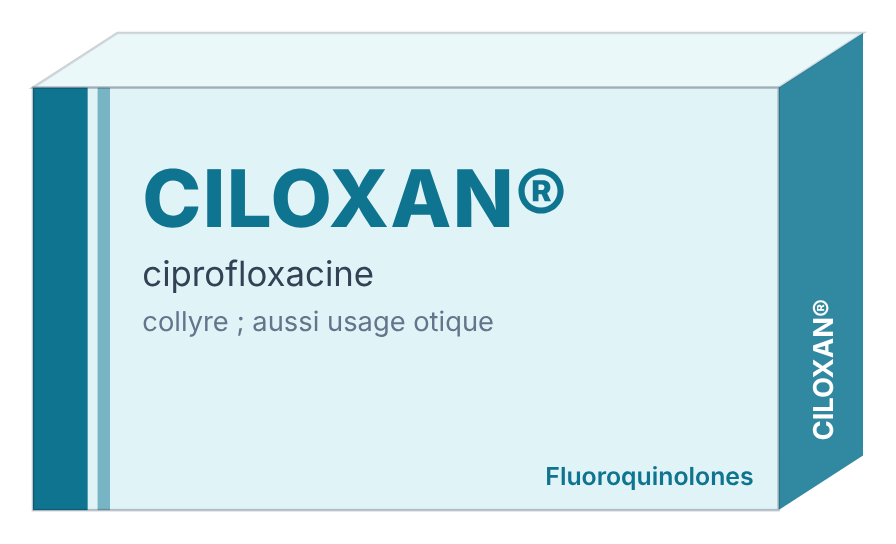 CILOXAN®
ciprofloxacine
collyre ; aussi usage otique
Fluoroquinolones
CILOXAN®